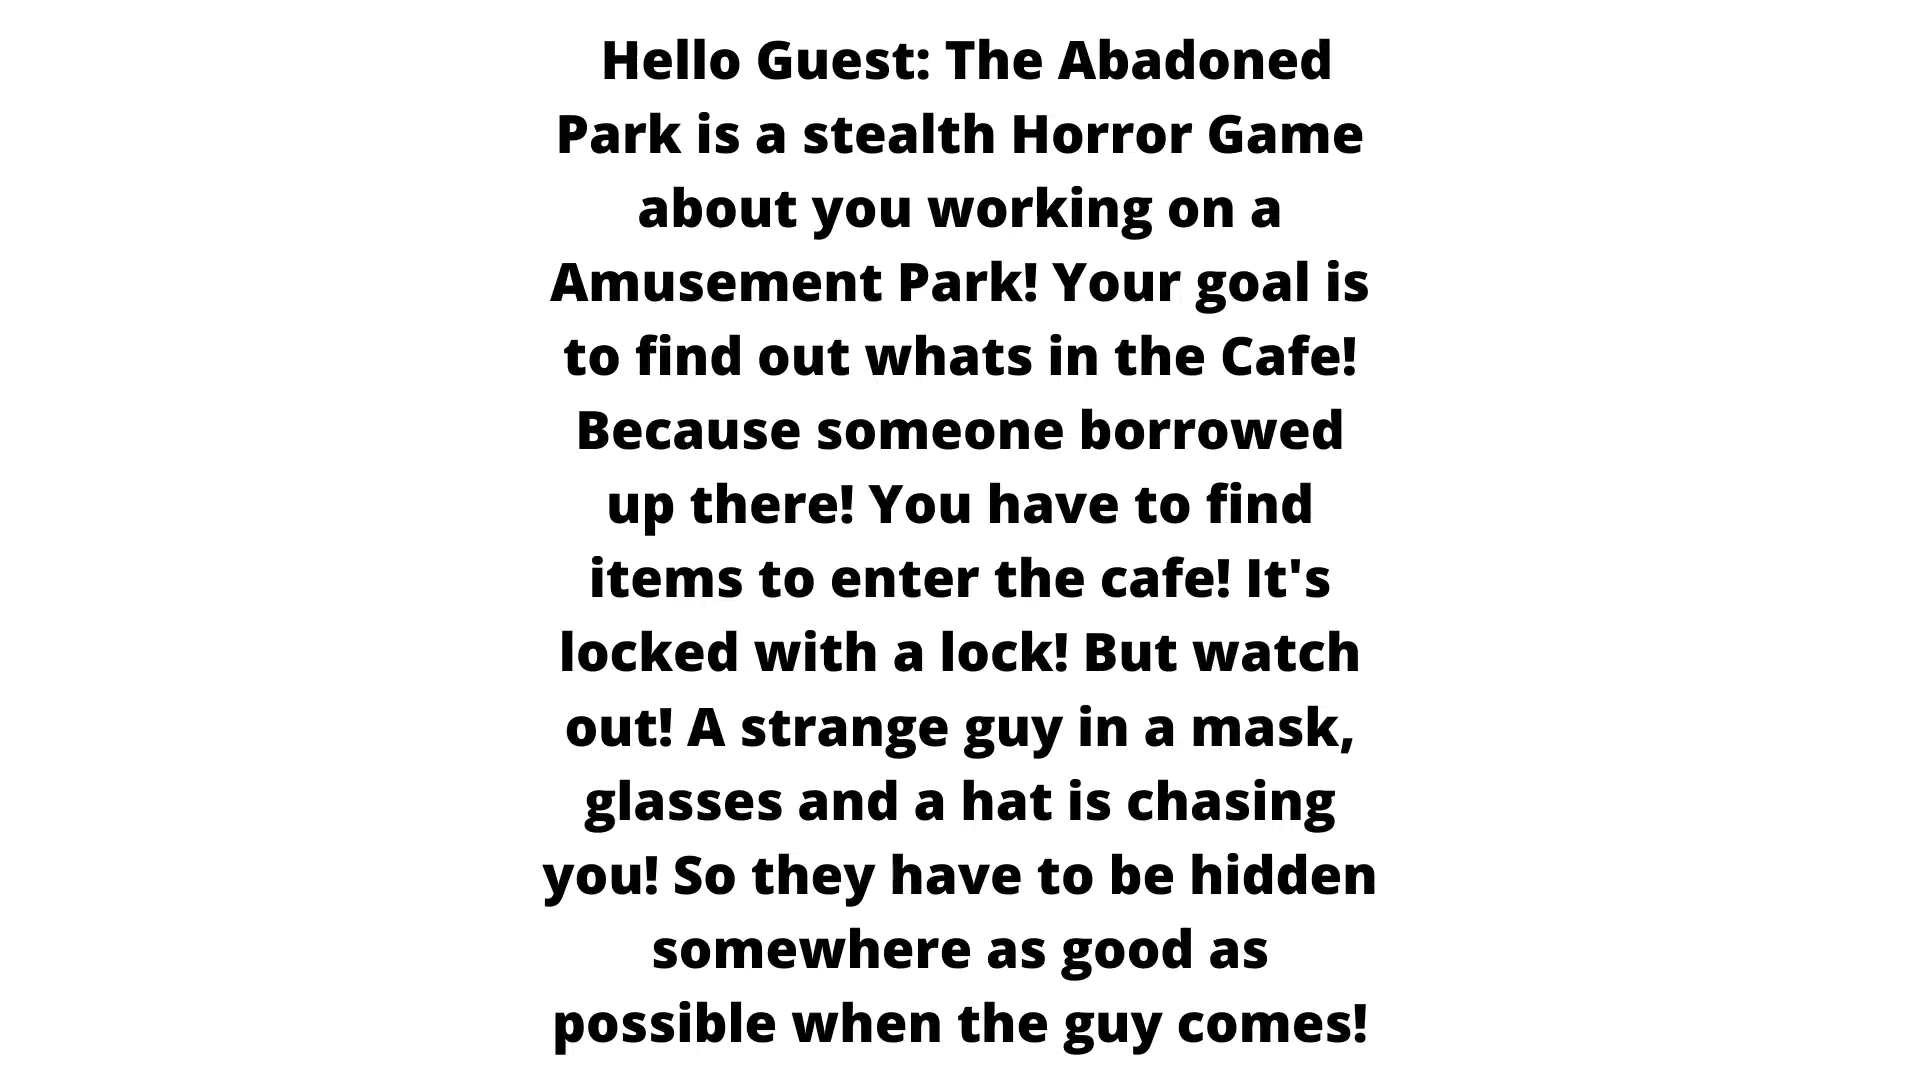 Hello Guest: The Abadoned
Park is a stealth Horror Game
about you working on a
Amusement Park! Your goal is
to find out whats in the Cafe!
Because someone borrowed
up there! You have to find
items to enter the cafe! It's
locked with a lock! But watch
out! A strange guy in a mask,
glasses and a hat is chasing
you! So they have to be hidden
somewhere as good as
possible when the guy comes!